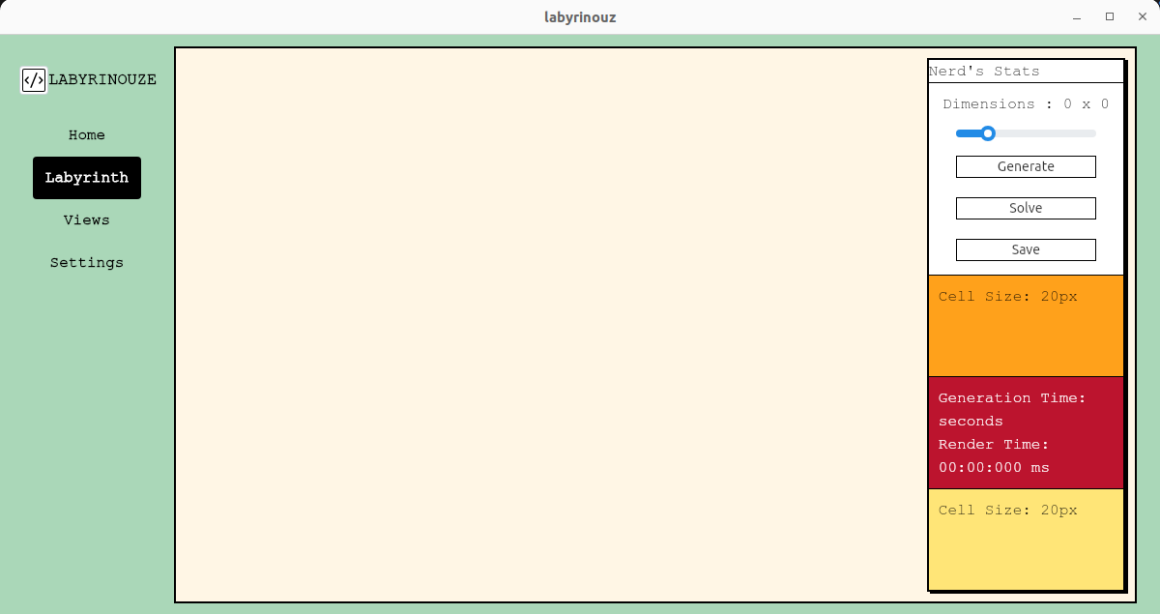 labyrinouz
</> LABYRINOUZE
Home
Labyrinth
Views
Settings
Nerd's Stats
Dimensions : 0 x 0
Generate
Solve
Save
Cell Size: 20px
Generation Time:
seconds
Render Time:
00:00:000 ms
Cell Size: 20px